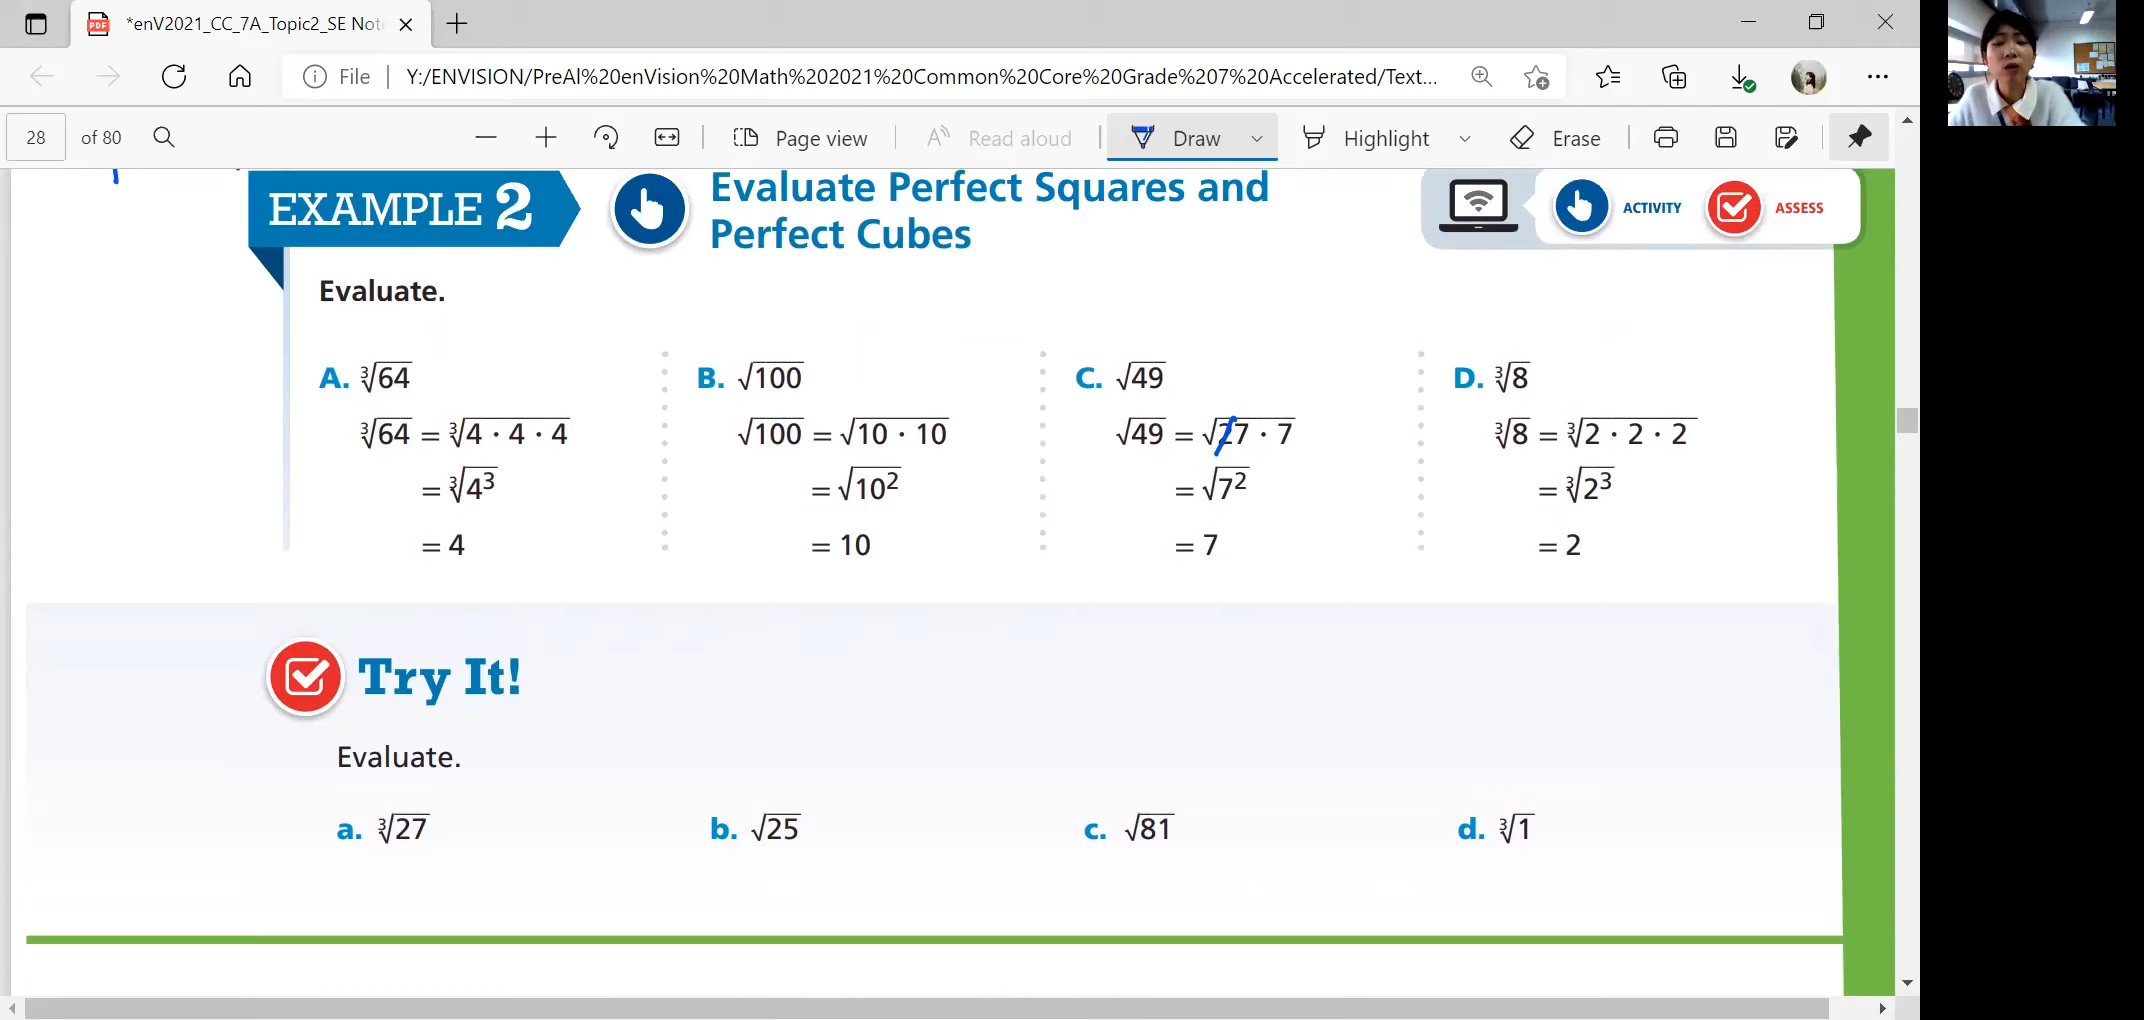 *enV2021_CC_7A_Topic2_SE Not
File
Y:/ENVISION/PreAl%20enVision%20Math%202021%20Common%20Core%20Grade%207%20Accelerated/Text...
28 of 80
Page view
Read aloud
Draw
Highlight
Erase
EXAMPLE 2
Evaluate Perfect Squares and
Perfect Cubes
ACTIVITY
ASSESS
Evaluate.
A. ∛64
∛64 = ∛4 · 4 · 4
= ∛4³
= 4
B. √100
√100 = √10 · 10
= √10²
= 10
C. √49
√49 = √27 · 7
= √7²
= 7
D. ∛8
∛8 = ∛2 · 2 · 2
= ∛2³
= 2
Try It!
Evaluate.
a. ∛27
b. √25
c. √81
d. ∛1